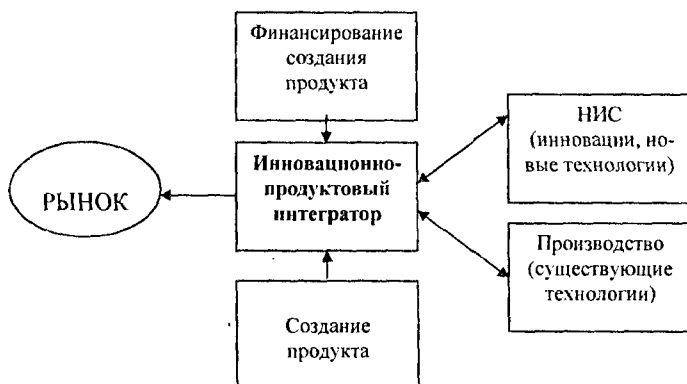 Финансирование
создания
продукта
НИС
(инновации, но-
вые технологии)
Инновационно-
продуктовый
интегратор
РЫНОК
Производство
(существующие
технологии)
Создание
продукта